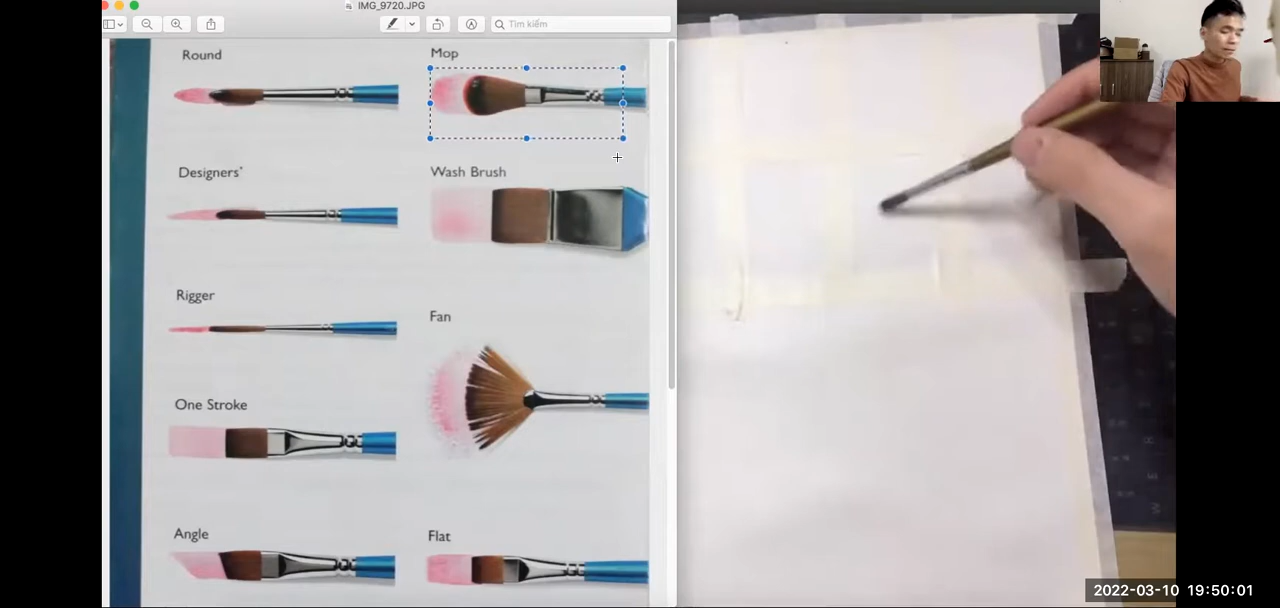 IMG_9720.JPG
Tìm kiếm
Round
Mop
Designers'
Wash Brush
Rigger
Fan
One Stroke
Angle
Flat
2022-03-10 19:50:01